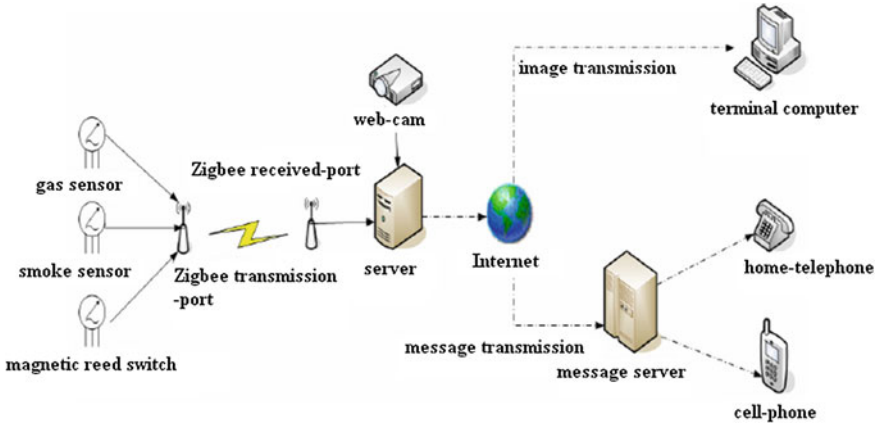 image transmission
terminal computer
web-cam
Zigbee received-port
gas sensor
smoke sensor
Zigbee transmission
-port
server
Internet
home-telephone
magnetic reed switch
message transmission
message server
cell-phone